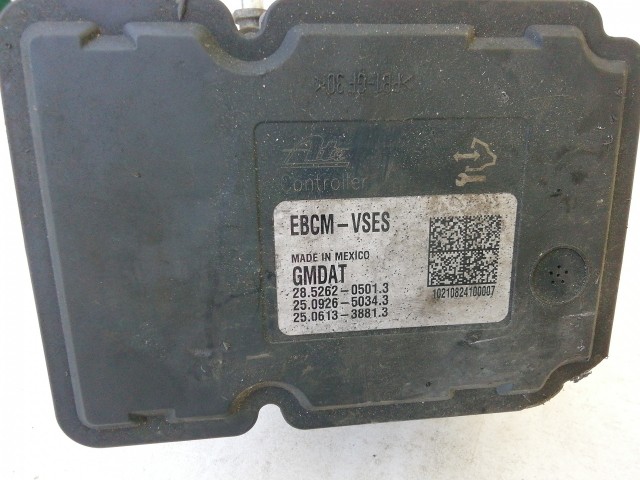 Ate
Controller
EBCM-VSES
MADE IN MEXICO
GMDAT
28.5262-0501.3
25.0926-5034.3
25.0613-3881.3
10210824100007